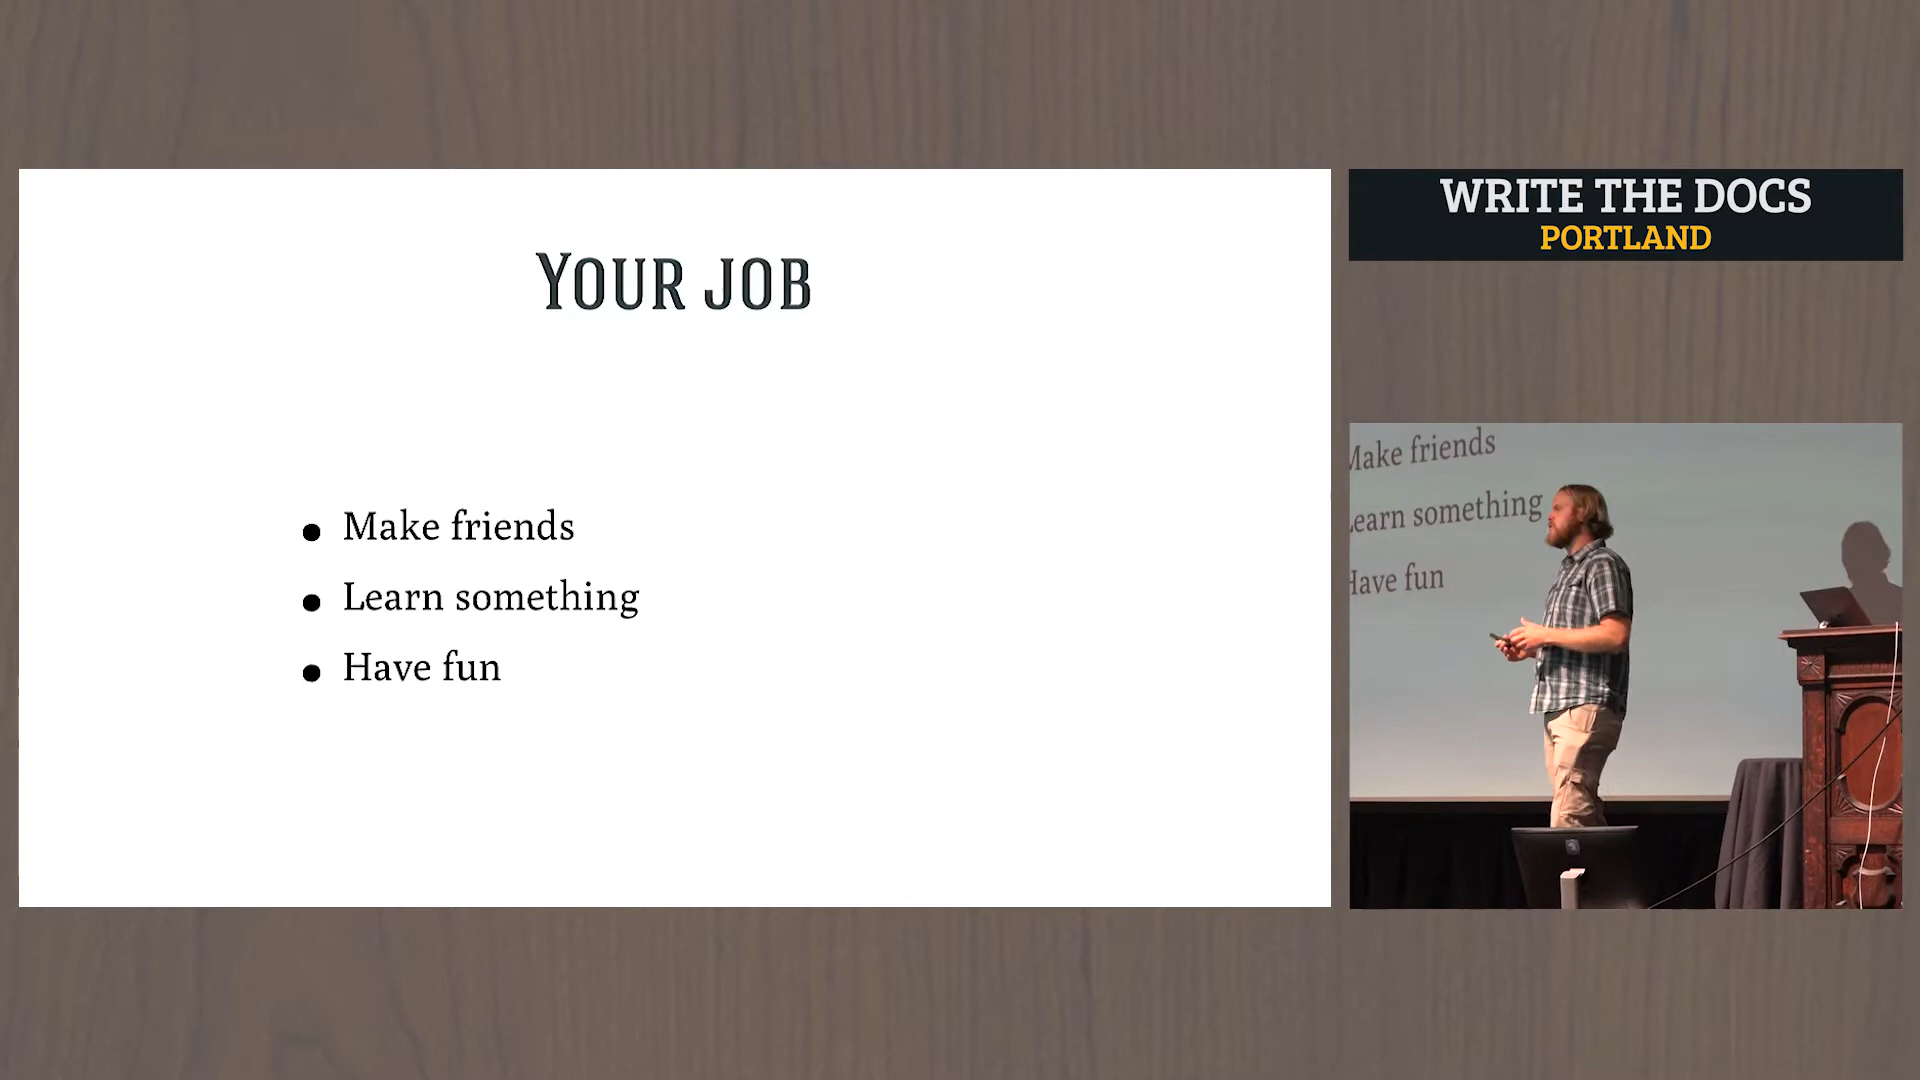 Your job
Make friends
Learn something
Have fun
WRITE THE DOCS
PORTLAND
Make friends
Learn something
Have fun